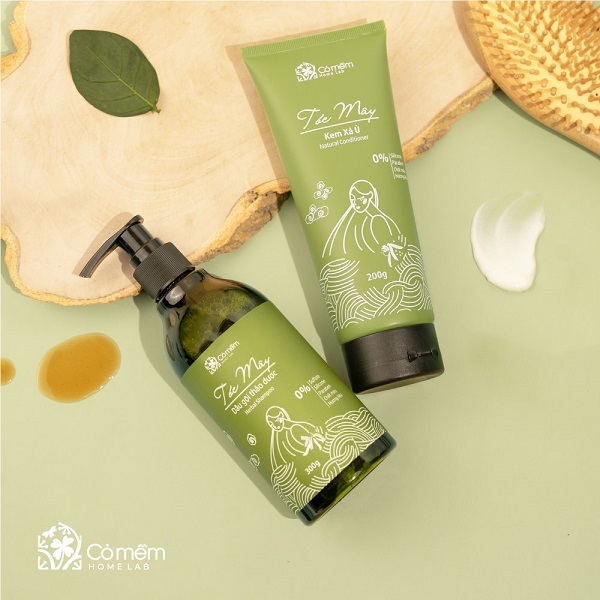 Cỏ mềm
HOME LAB
Tóc Mây
Kem Xả Ủ
Natural Conditioner
0%
200g
Cỏ mềm
Tóc Mây
Dầu gội thảo dược
Herbal Shampoo
0%
300g
Cỏ mềm
HOME LAB